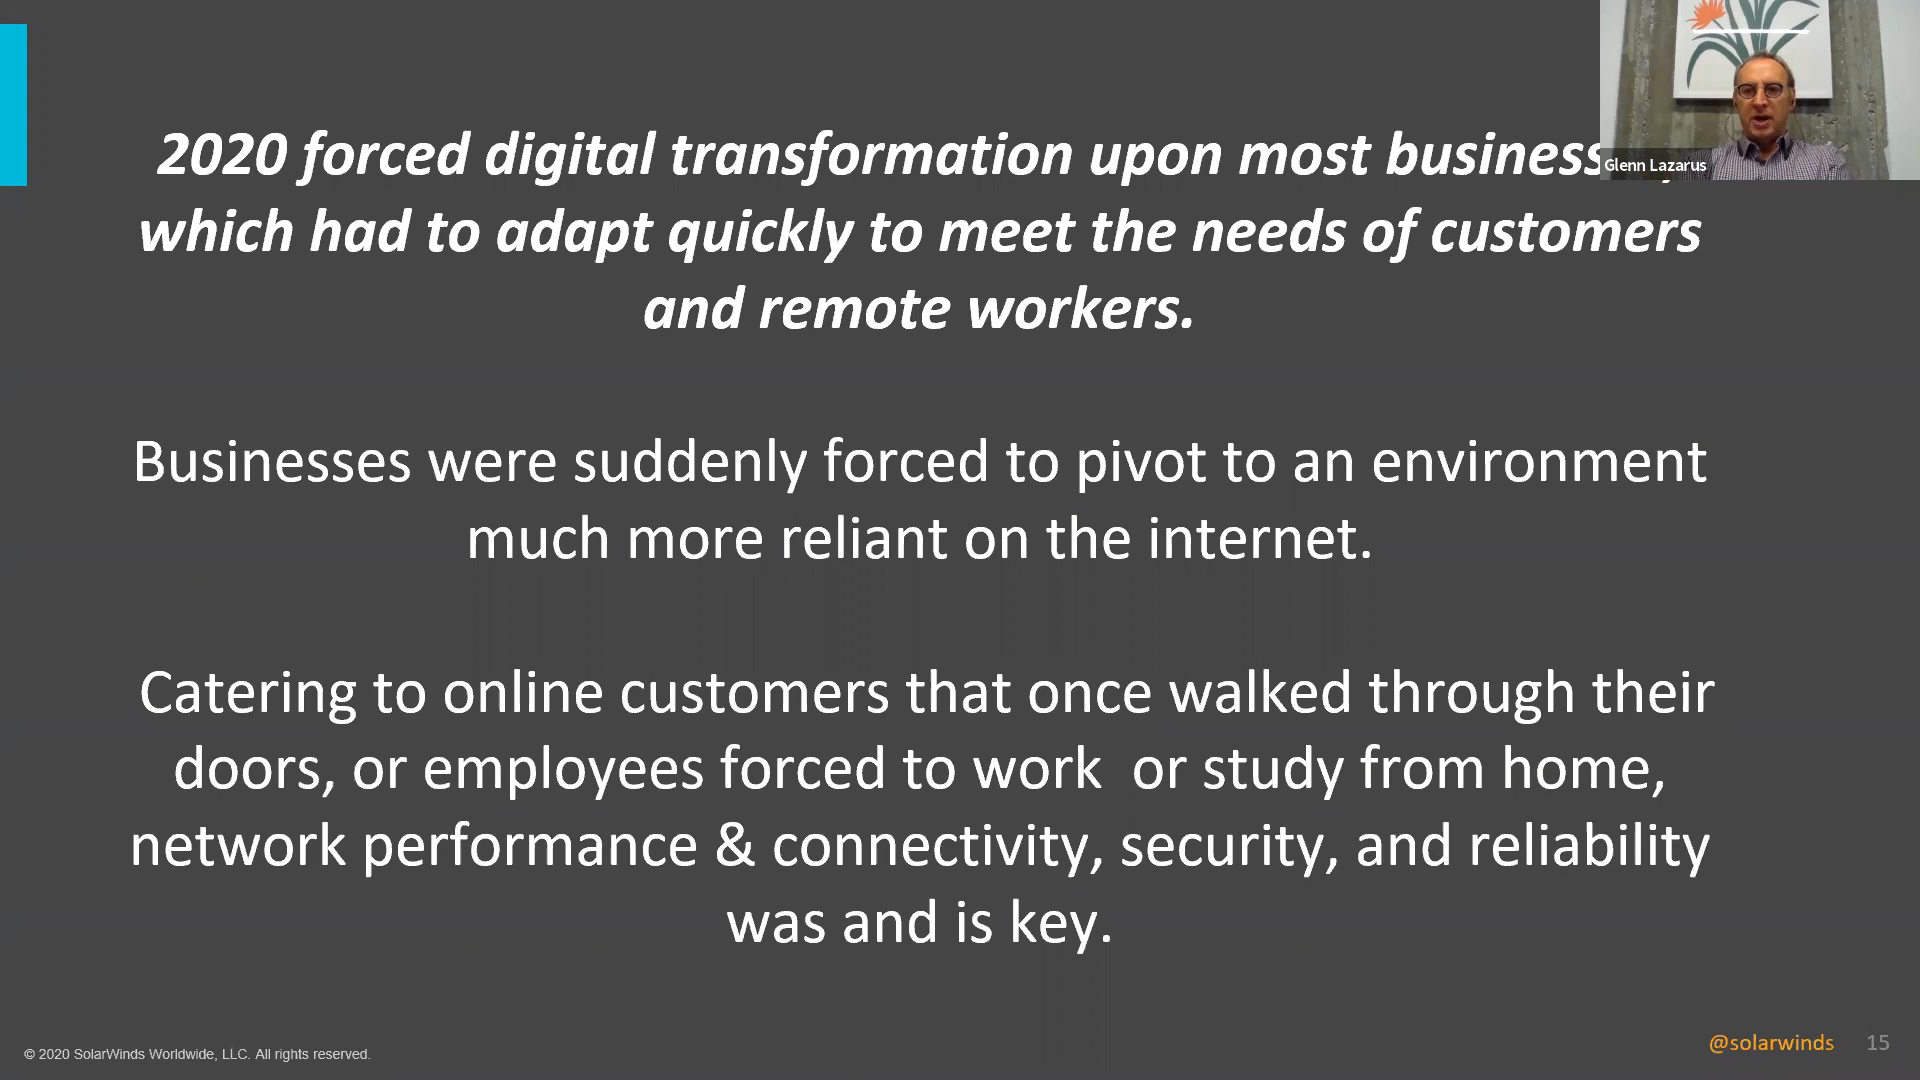 2020 forced digital transformation upon most
which had to adapt quickly to meet the needs of customers
and remote workers.
Businesses were suddenly forced to pivot to an environment
much more reliant on the internet.
Catering to online customers that once walked through their
doors, or employees forced to work  or study from home,
network performance & connectivity, security, and reliability
was and is key.
Glenn Lazarus
© 2020 SolarWinds Worldwide, LLC. All rights reserved.
@solarwinds
15